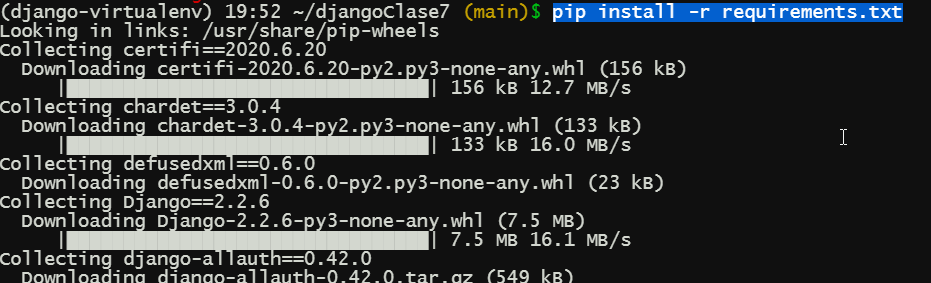 (django-virtualenv) 19:52 ~/djangoClase7 (main)$ pip install -r requirements.txt
Looking in links: /usr/share/pip-wheels
Collecting certifi==2020.6.20
  Downloading certifi-2020.6.20-py2.py3-none-any.whl (156 kB)
     |████████████████████████████████| 156 kB 12.7 MB/s
Collecting chardet==3.0.4
  Downloading chardet-3.0.4-py2.py3-none-any.whl (133 kB)
     |████████████████████████████████| 133 kB 16.0 MB/s
Collecting defusedxml==0.6.0
  Downloading defusedxml-0.6.0-py2.py3-none-any.whl (23 kB)
Collecting Django==2.2.6
  Downloading Django-2.2.6-py3-none-any.whl (7.5 MB)
     |████████████████████████████████| 7.5 MB 16.1 MB/s
Collecting django-allauth==0.42.0
  Downloading django-allauth-0.42.0.tar.gz (549 kB)